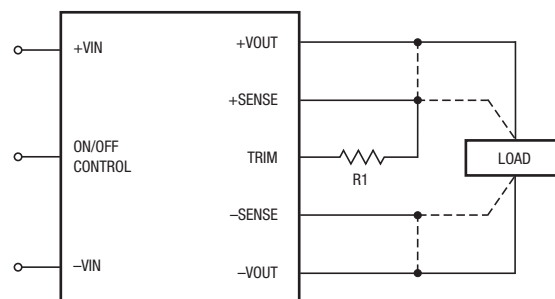 +VIN
ON/OFF
CONTROL
–VIN
+VOUT
+SENSE
TRIM
–SENSE
–VOUT
R1
LOAD